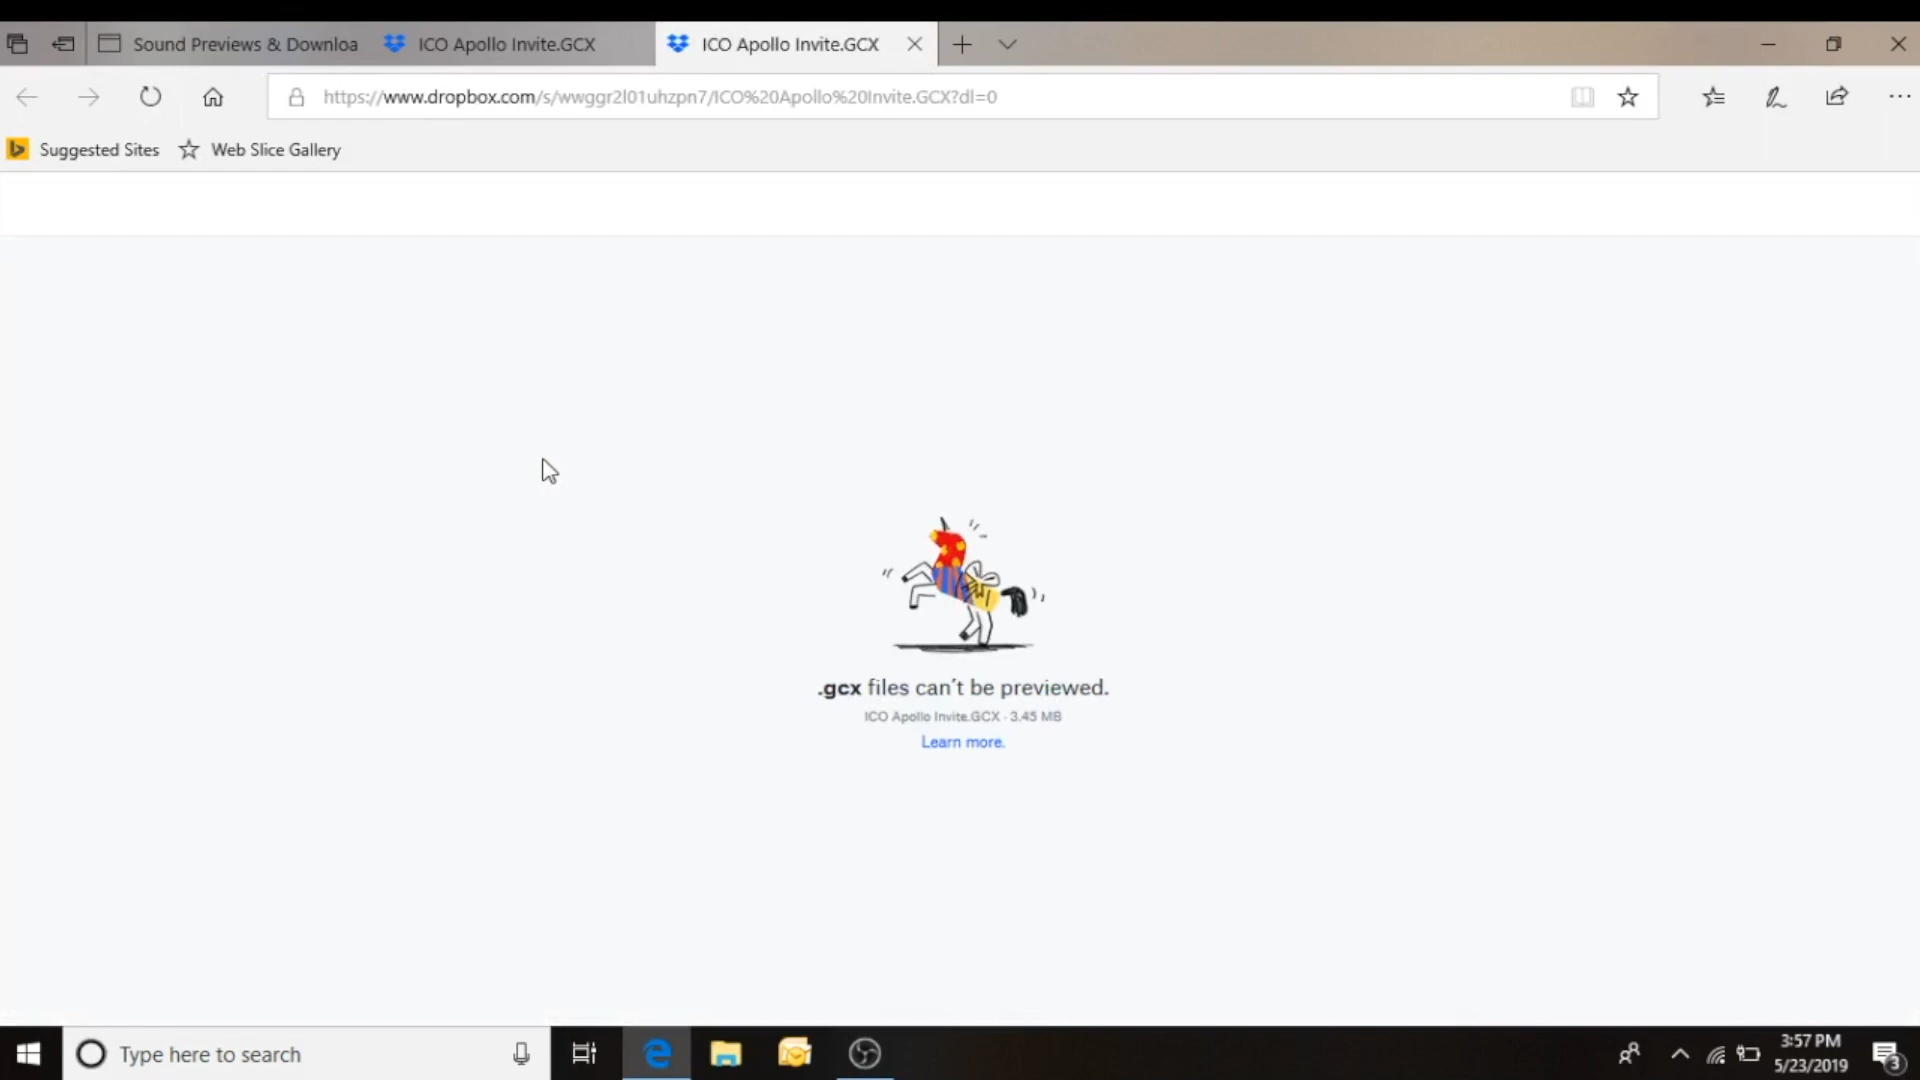 Sound Previews & Downloa
ICO Apollo Invite.GCX
ICO Apollo Invite.GCX
https://www.dropbox.com/s/wwggr2l01uhzpn7/ICO%20Apollo%20Invite.GCX?dl=0
Suggested Sites
Web Slice Gallery
.gcx files can't be previewed.
ICO Apollo Invite.GCX · 3.45 MB
Learn more.
Type here to search
3:57 PM
5/23/2019
3